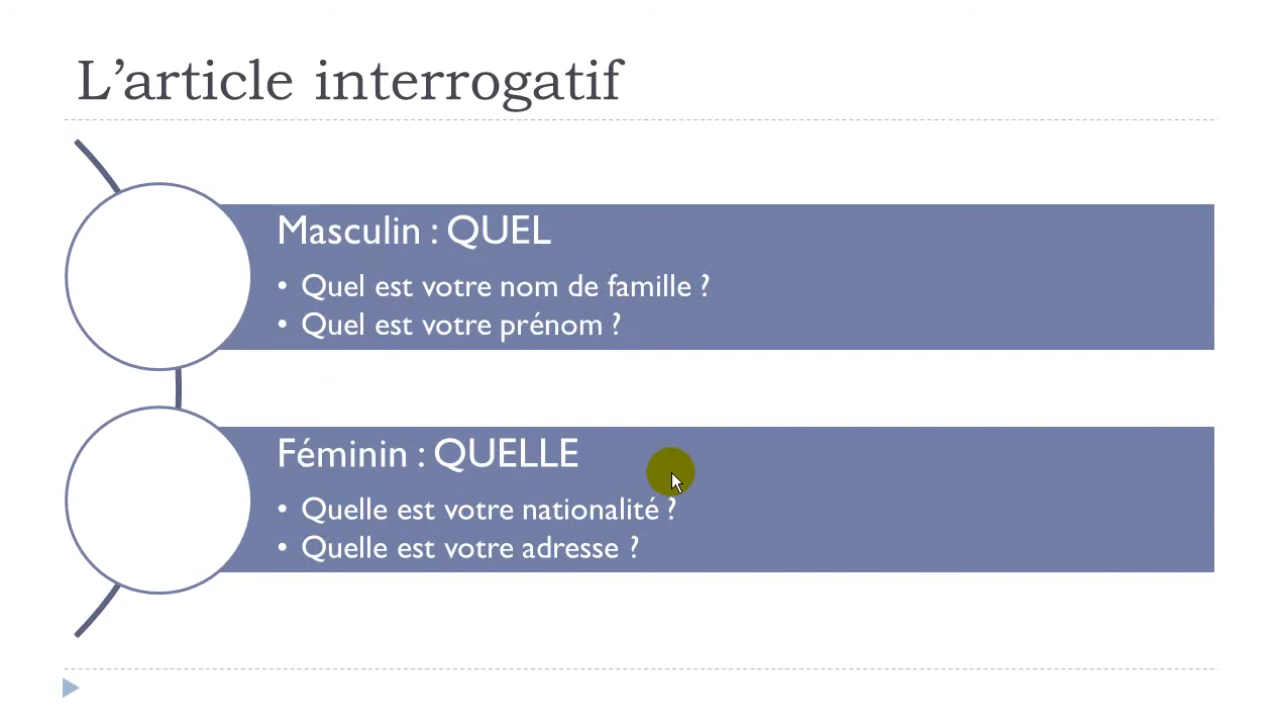 L’article interrogatif
Masculin : QUEL
• Quel est votre nom de famille ?
• Quel est votre prénom ?
Féminin : QUELLE
• Quelle est votre nationalité ?
• Quelle est votre adresse ?